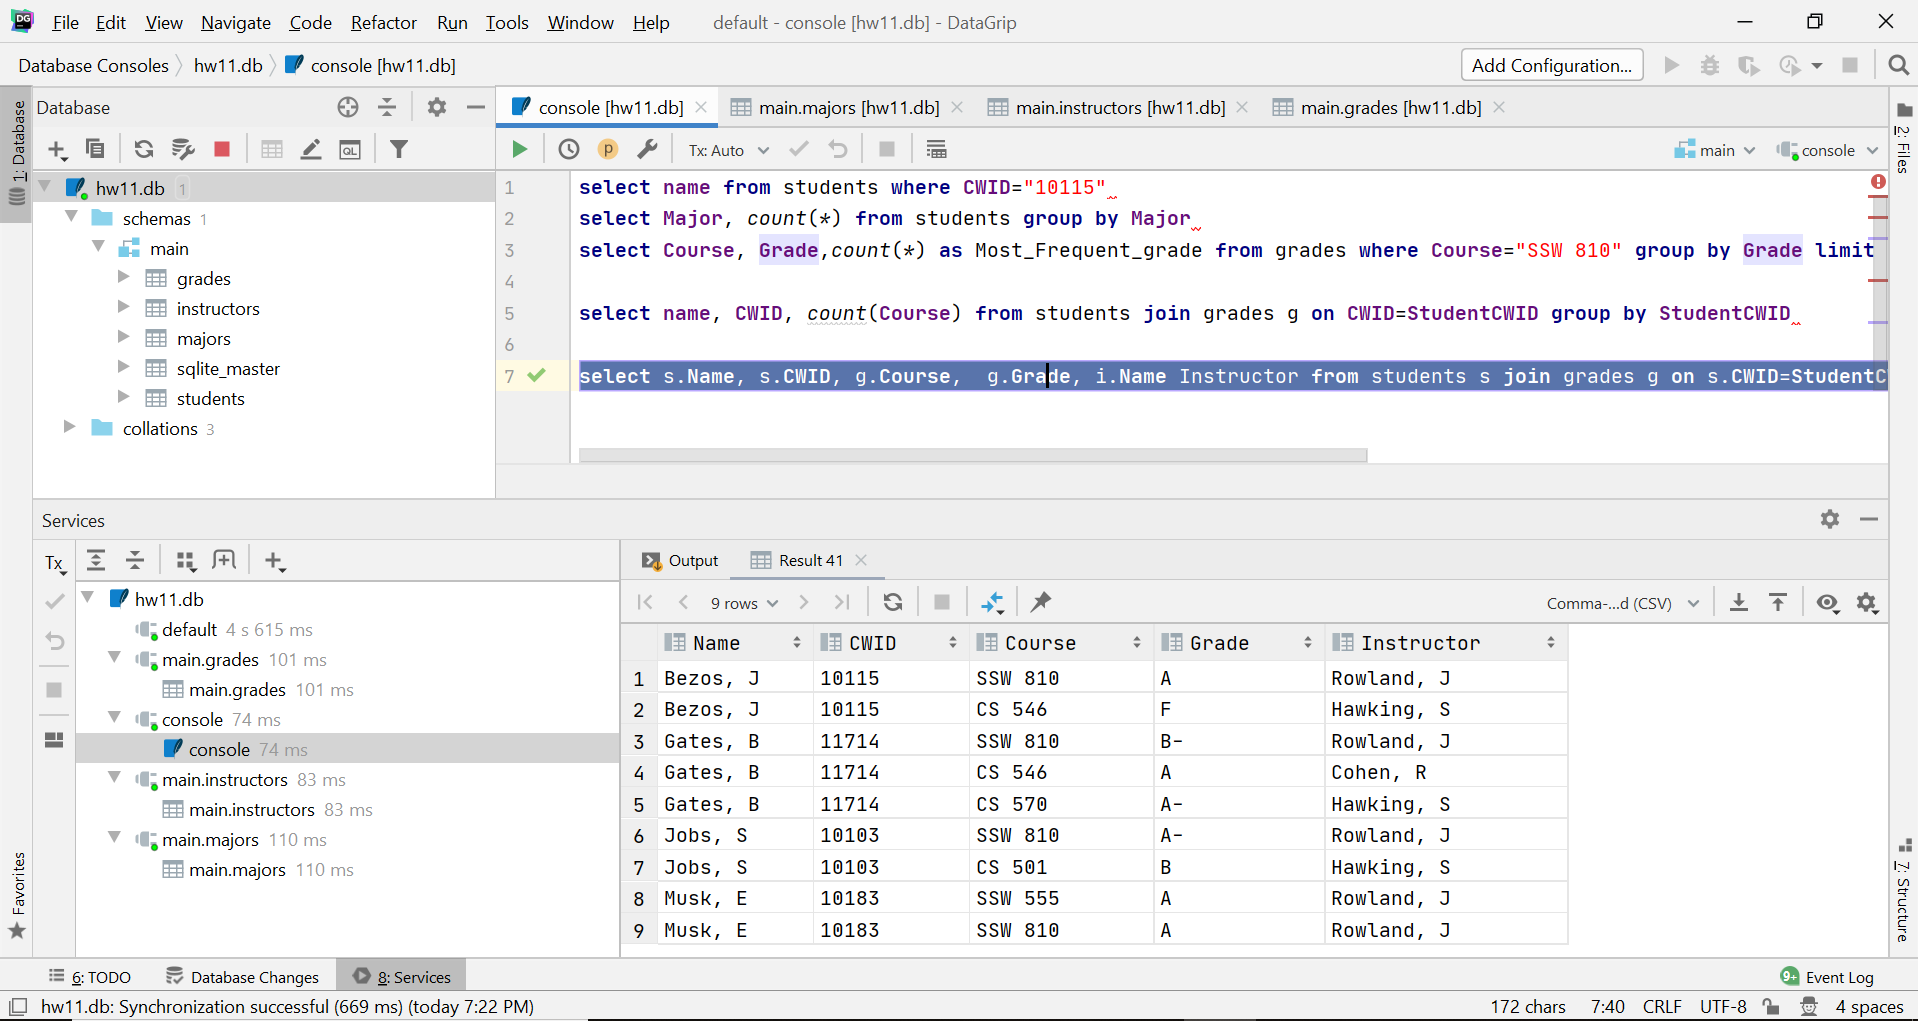 DG File Edit View Navigate Code Refactor Run Tools Window Help default - console [hw11.db] - DataGrip
Database Consoles hw11.db console [hw11.db] Add Configuration...
1: Database
Database
console [hw11.db] main.majors [hw11.db] main.instructors [hw11.db] main.grades [hw11.db]
QL
p Tx: Auto main console
2: Files
hw11.db 1
schemas 1
main
grades
instructors
majors
sqlite_master
students
collations 3
1 select name from students where CWID="10115"
2 select Major, count(*) from students group by Major
3 select Course, Grade,count(*) as Most_Frequent_grade from grades where Course="SSW 810" group by Grade limit
4
5 select name, CWID, count(Course) from students join grades g on CWID=StudentCWID group by StudentCWID
6
7 select s.Name, s.CWID, g.Course, g.Grade, i.Name Instructor from students s join grades g on s.CWID=StudentC
Services
Tx
hw11.db
default 4 s 615 ms
main.grades 101 ms
main.grades 101 ms
console 74 ms
console 74 ms
main.instructors 83 ms
main.instructors 83 ms
main.majors 110 ms
main.majors 110 ms
Output Result 41
9 rows Comma-...d (CSV)
Name CWID Course Grade Instructor
1 Bezos, J 10115 SSW 810 A Rowland, J
2 Bezos, J 10115 CS 546 F Hawking, S
3 Gates, B 11714 SSW 810 B- Rowland, J
4 Gates, B 11714 CS 546 A Cohen, R
5 Gates, B 11714 CS 570 A- Hawking, S
6 Jobs, S 10103 SSW 810 A- Rowland, J
7 Jobs, S 10103 CS 501 B Hawking, S
8 Musk, E 10183 SSW 555 A Rowland, J
9 Musk, E 10183 SSW 810 A Rowland, J
Favorites
7: Structure
6: TODO Database Changes 8: Services 9+ Event Log
hw11.db: Synchronization successful (669 ms) (today 7:22 PM) 172 chars 7:40 CRLF UTF-8 4 spaces